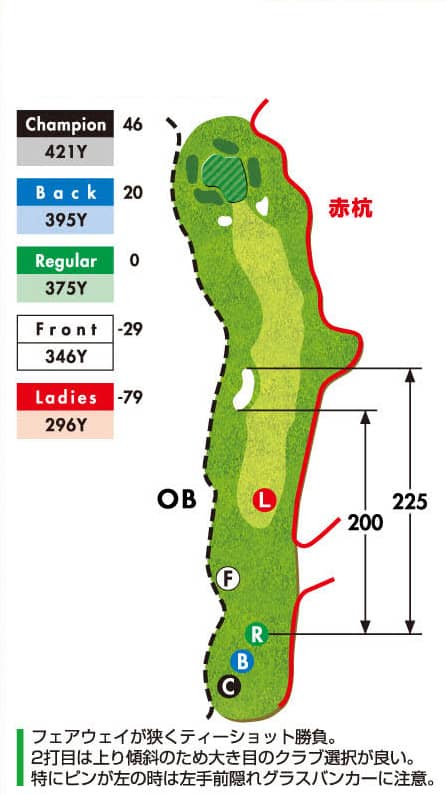 Champion 46
421Y
Back 20
395Y
Regular 0
375Y
Front -29
346Y
Ladies -79
296Y
赤杭
OB
L
200
225
F
R
B
C
フェアウェイが狭くティーショット勝負。
2打目は上り傾斜のため大き目のクラブ選択が良い。
特にピンが左の時は左手前隠れグラスバンカーに注意。